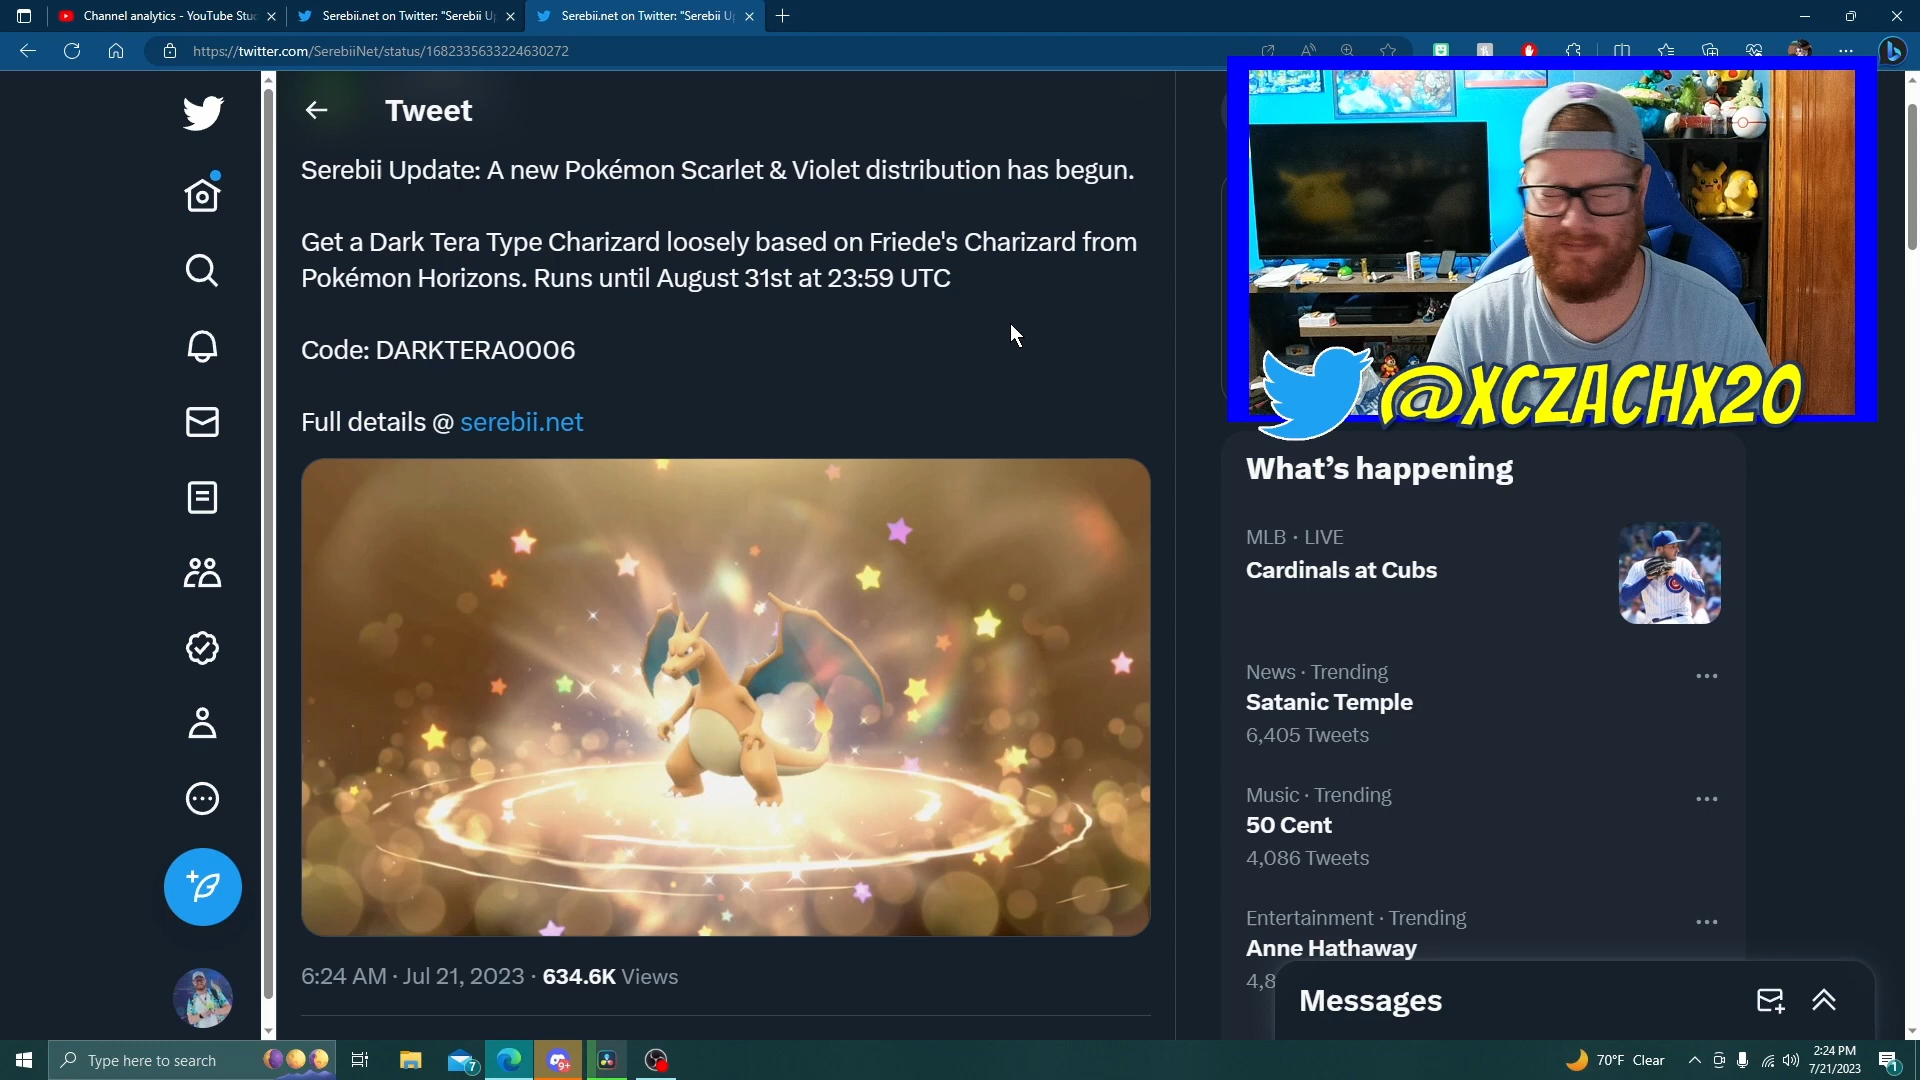 Channel analytics - YouTube Stu
Serebii.net on Twitter: "Serebii U
Serebii.net on Twitter: "Serebii U
https://twitter.com/SerebiiNet/status/1682335633224630272
Tweet
Serebii Update: A new Pokémon Scarlet & Violet distribution has begun.
Get a Dark Tera Type Charizard loosely based on Friede's Charizard from
Pokémon Horizons. Runs until August 31st at 23:59 UTC
Code: DARKTERA0006
Full details @ serebii.net
6:24 AM · Jul 21, 2023 · 634.6K Views
@XCZACHX20
What's happening
MLB · LIVE
Cardinals at Cubs
News · Trending
Satanic Temple
6,405 Tweets
Music · Trending
50 Cent
4,086 Tweets
Entertainment · Trending
Anne Hathaway
4,8
Messages
Type here to search
7
9+
70°F Clear
2:24 PM
7/21/2023
1